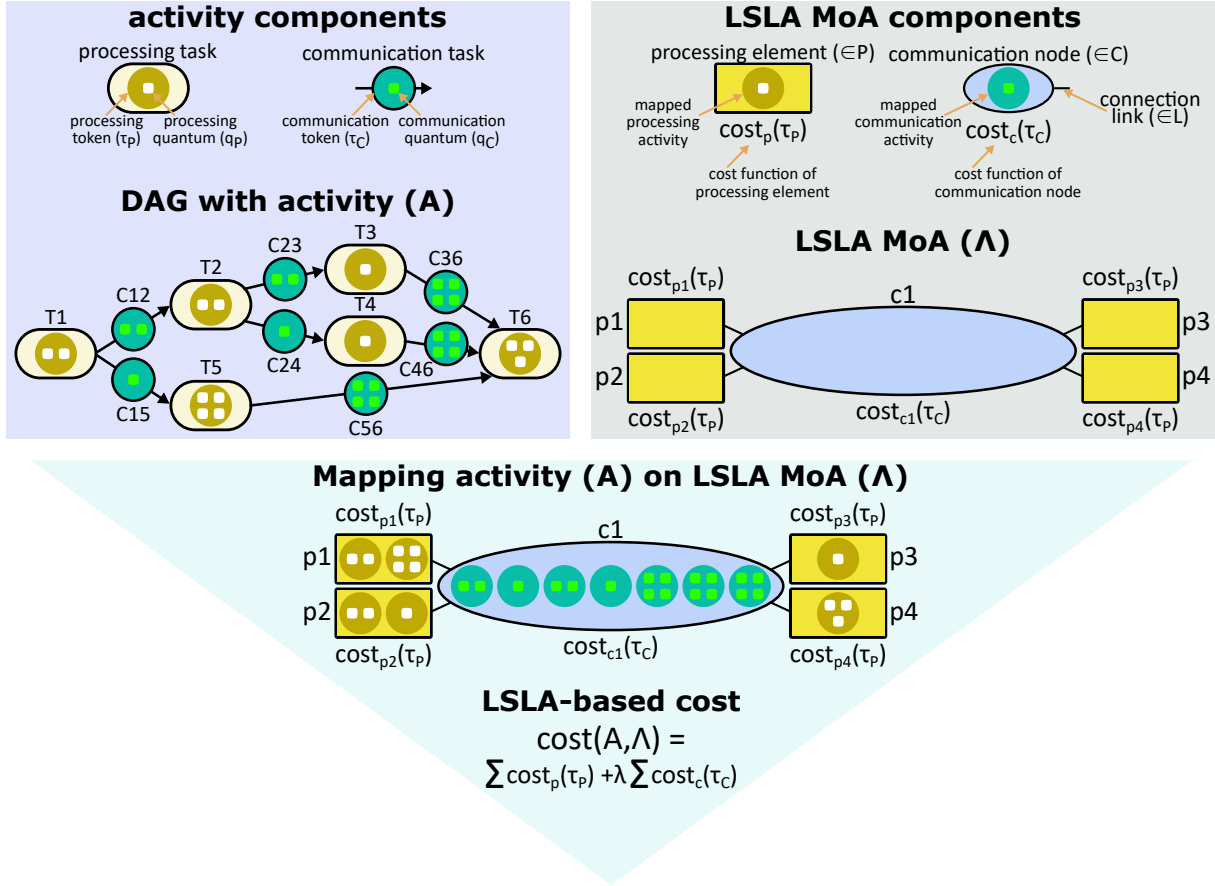 activity components
processing task
communication task
processing
token (τP)
processing
quantum (qP)
communication
token (τC)
communication
quantum (qC)
DAG with activity (A)
T1
C12
C15
T2
T5
C23
C24
T3
T4
C36
C46
C56
T6
LSLA MoA components
processing element (∈P)
communication node (∈C)
mapped
processing
activity
costp(τP)
cost function of
processing element
mapped
communication
activity
costc(τC)
cost function of
communication node
connection
link (∈L)
LSLA MoA (Λ)
costp1(τP)
p1
p2
costp2(τP)
c1
costc1(τC)
costp3(τP)
p3
p4
costp4(τP)
Mapping activity (A) on LSLA MoA (Λ)
costp1(τP)
p1
p2
costp2(τP)
c1
costc1(τC)
costp3(τP)
p3
p4
costp4(τP)
LSLA-based cost
cost(A,Λ) =
∑costp(τP) +λ∑costc(τC)